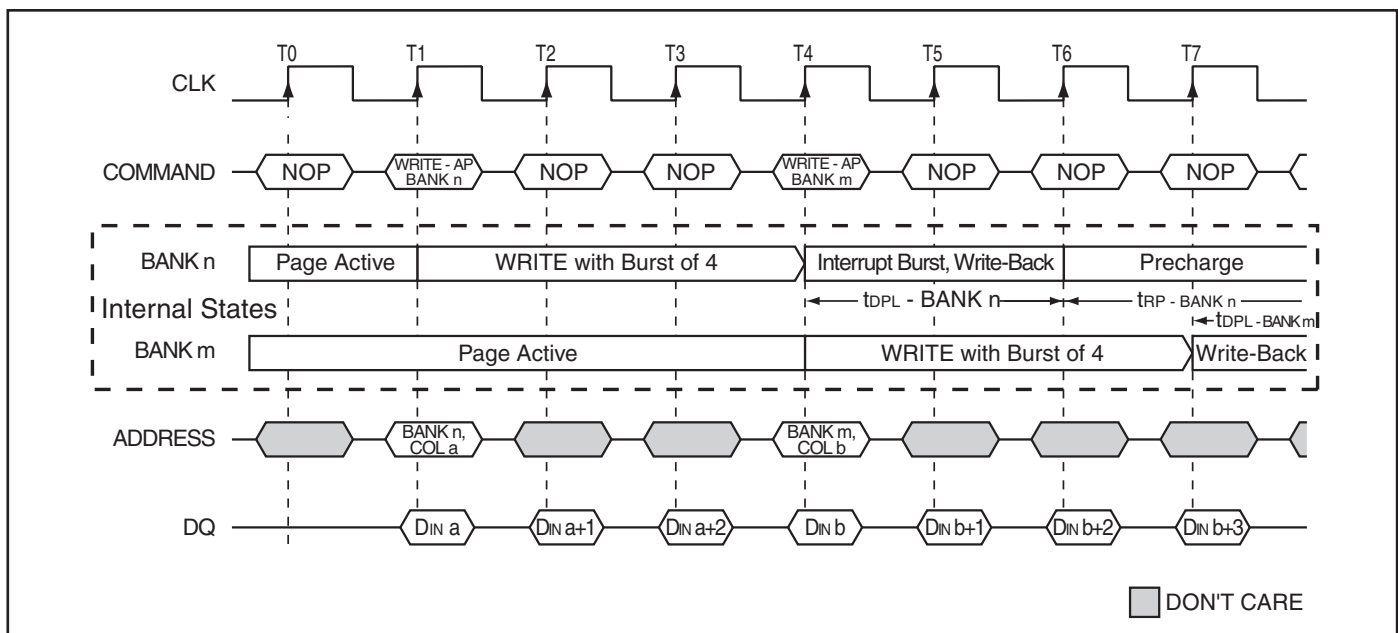 T0 T1 T2 T3 T4 T5 T6 T7
CLK
COMMAND NOP WRITE - AP BANK n NOP NOP WRITE - AP BANK m NOP NOP NOP
BANK n Page Active WRITE with Burst of 4 Interrupt Burst, Write-Back Precharge
tDPL - BANK n tRP - BANK n
Internal States
tDPL - BANK m
BANK m Page Active WRITE with Burst of 4 Write-Back
ADDRESS BANK n, COL a BANK m, COL b
DQ DIN a DIN a+1 DIN a+2 DIN b DIN b+1 DIN b+2 DIN b+3
DON'T CARE